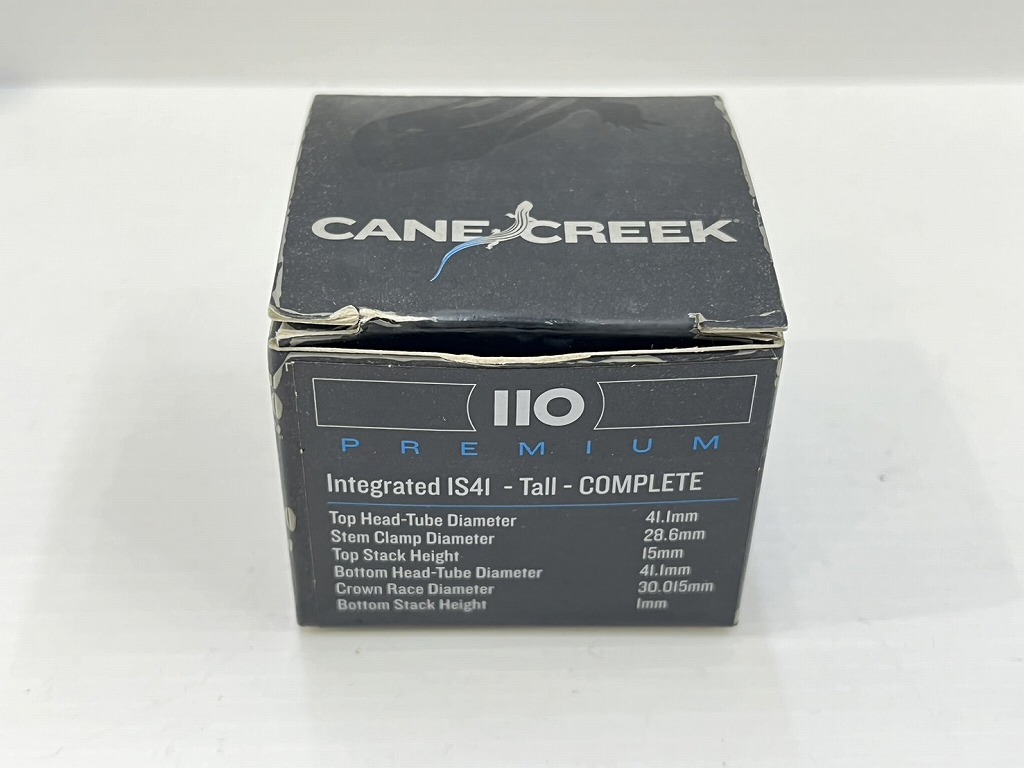 CANE CREEK
110
PREMIUM
Integrated IS41 - Tall - COMPLETE
Top Head-Tube Diameter 41.1mm
Stem Clamp Diameter 28.6mm
Top Stack Height 15mm
Bottom Head-Tube Diameter 41.1mm
Crown Race Diameter 30.015mm
Bottom Stack Height 1mm